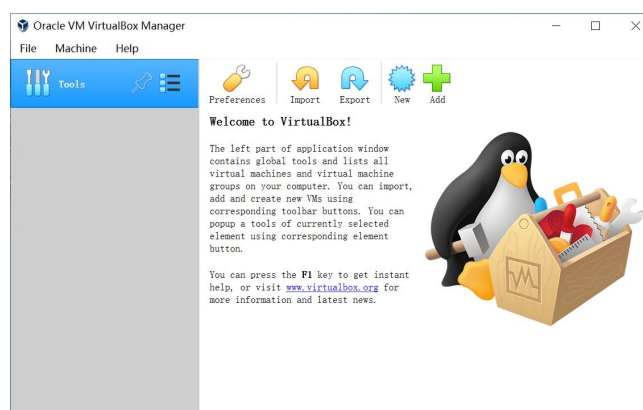 Oracle VM VirtualBox Manager
File Machine Help
Tools
Preferences Import Export New Add
Welcome to VirtualBox!
The left part of application window
contains global tools and lists all
virtual machines and virtual machine
groups on your computer. You can import,
add and create new VMs using
corresponding toolbar buttons. You can
popup a tools of currently selected
element using corresponding element
button.
You can press the F1 key to get instant
help, or visit www.virtualbox.org for
more information and latest news.